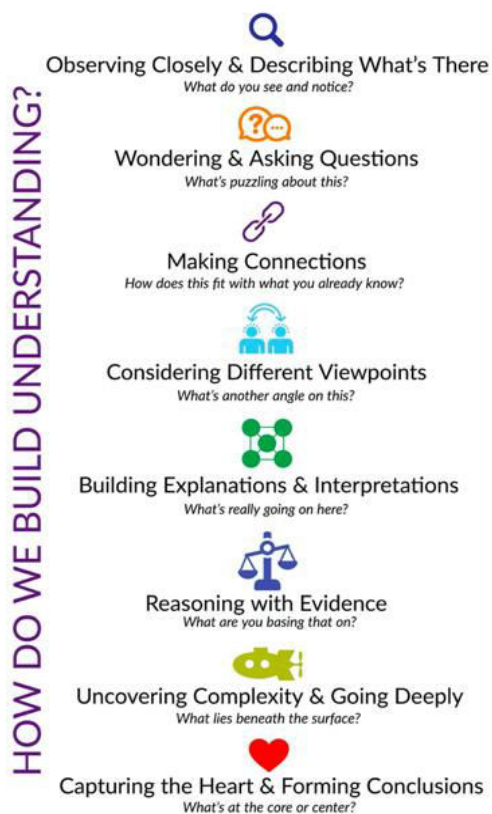 HOW DO WE BUILD UNDERSTANDING?
Observing Closely & Describing What's There
What do you see and notice?
Wondering & Asking Questions
What's puzzling about this?
Making Connections
How does this fit with what you already know?
Considering Different Viewpoints
What's another angle on this?
Building Explanations & Interpretations
What's really going on here?
Reasoning with Evidence
What are you basing that on?
Uncovering Complexity & Going Deeply
What lies beneath the surface?
Capturing the Heart & Forming Conclusions
What's at the core or center?